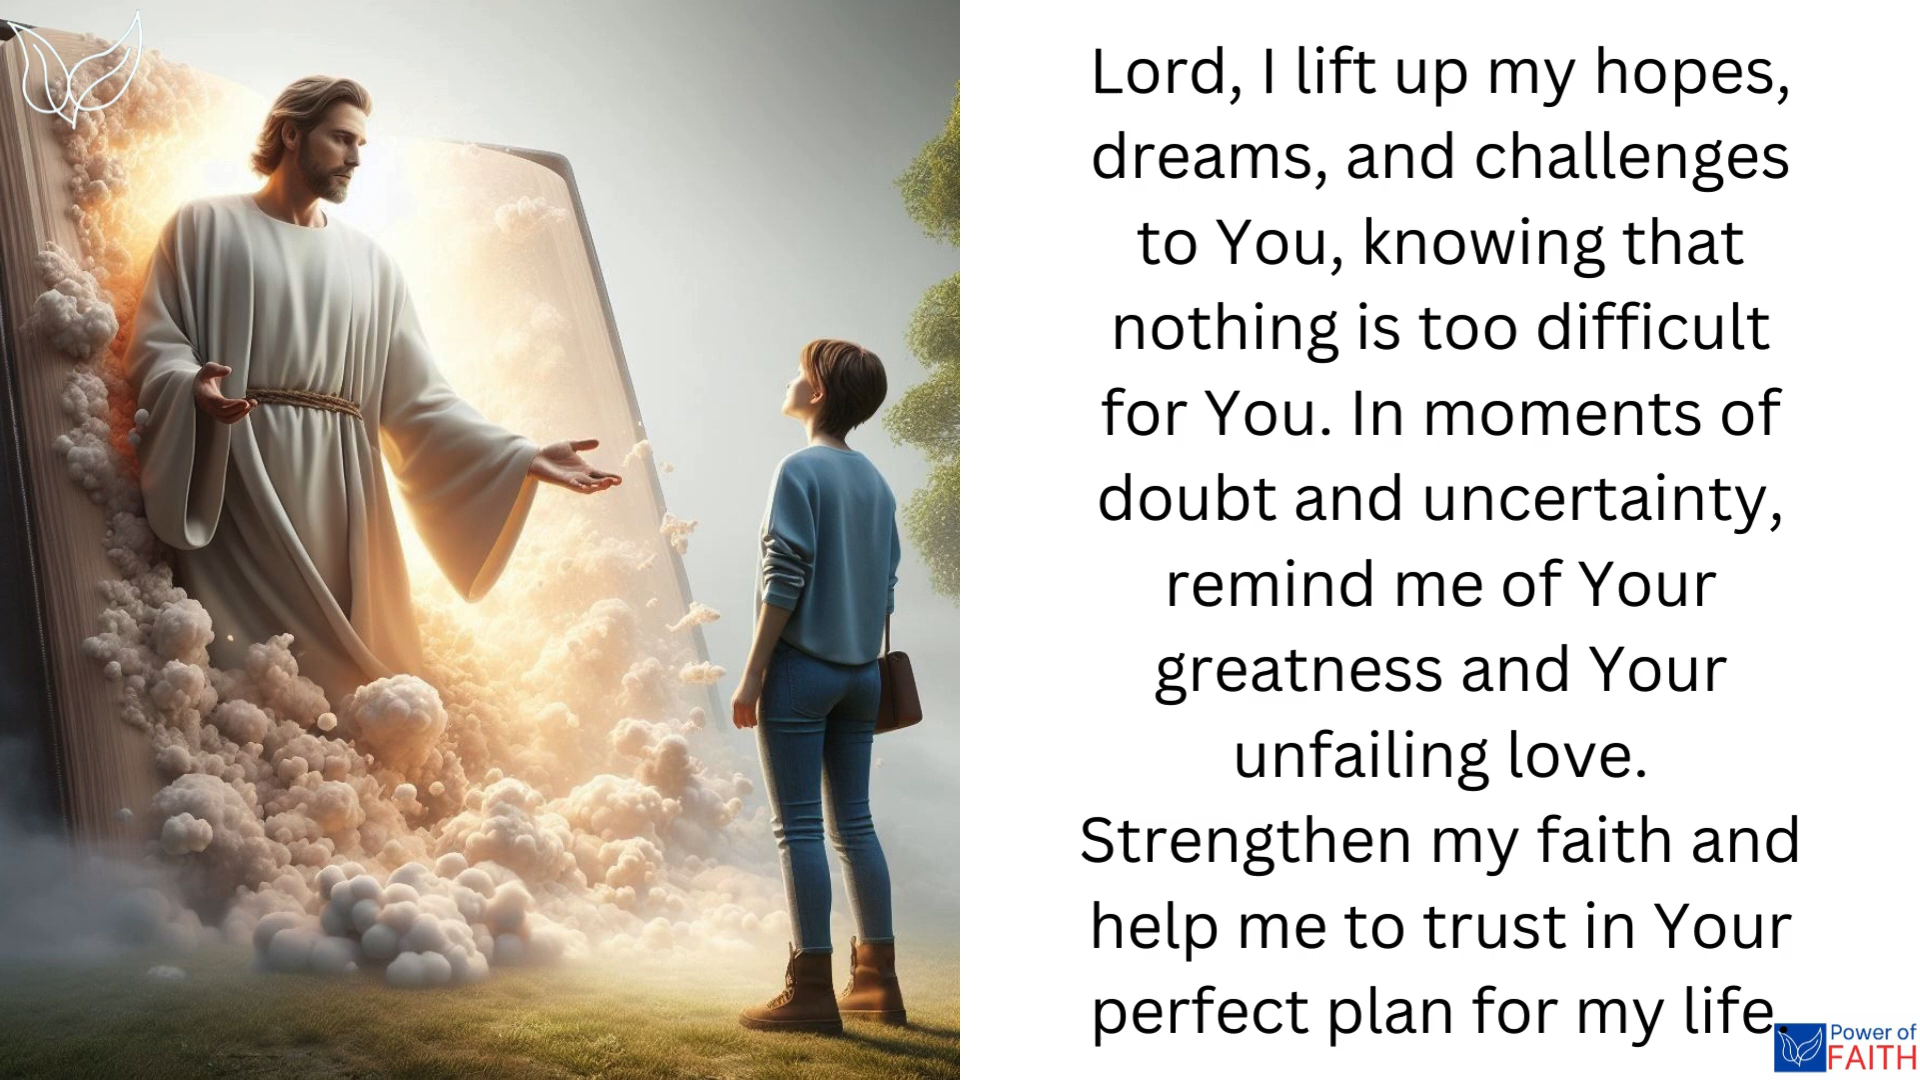 Lord, I lift up my hopes,
dreams, and challenges
to You, knowing that
nothing is too difficult
for You. In moments of
doubt and uncertainty,
remind me of Your
greatness and Your
unfailing love.
Strengthen my faith and
help me to trust in Your
perfect plan for my life.
Power of
FAITH